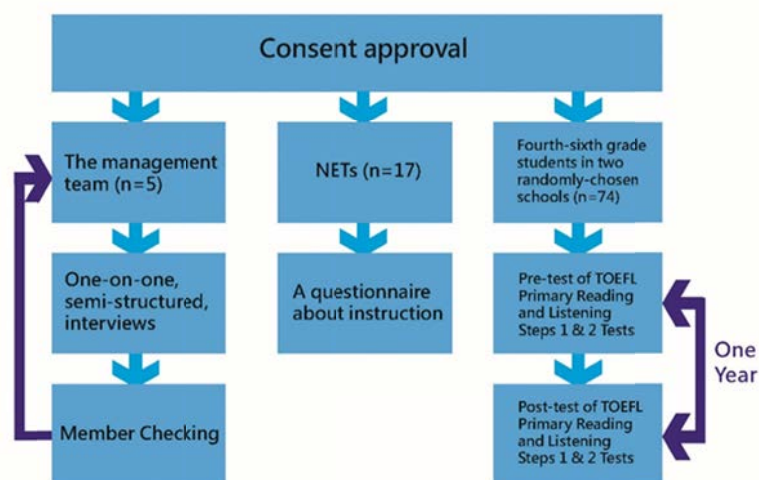 Consent approval
The management
team (n=5)
NETs (n=17)
Fourth-sixth grade
students in two
randomly-chosen
schools (n=74)
One-on-one,
semi-structured,
interviews
A questionnaire
about instruction
Pre-test of TOEFL
Primary Reading
and Listening
Steps 1 & 2 Tests
One
Year
Member Checking
Post-test of TOEFL
Primary Reading
and Listening
Steps 1 & 2 Tests